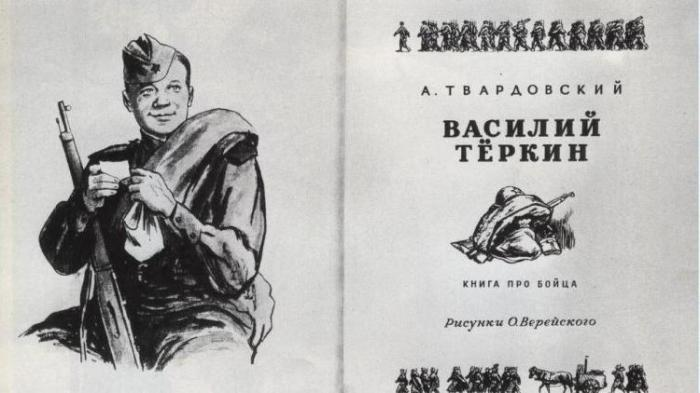 А. ТВАРДОВСКИЙ
ВАСИЛИЙ
ТЁРКИН
КНИГА ПРО БОЙЦА
Рисунки О. Верейского